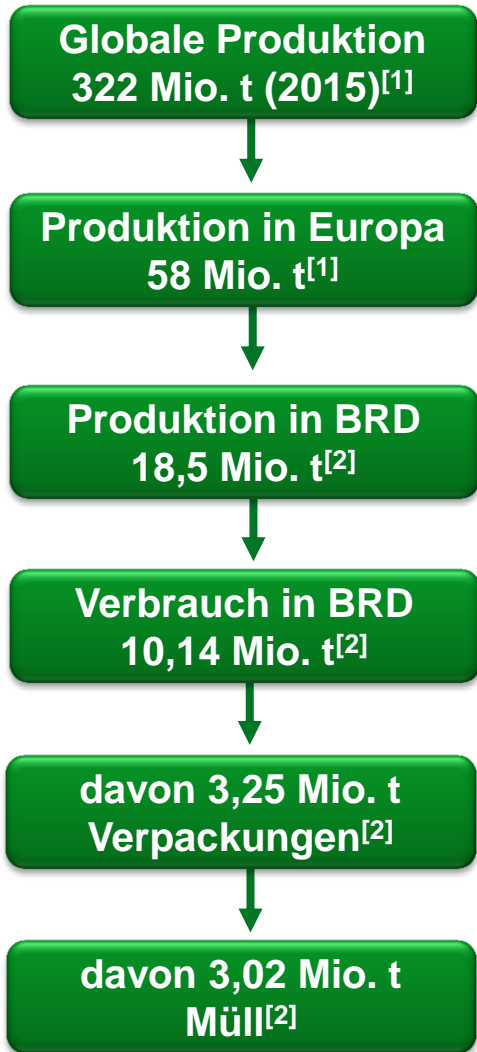 Globale Produktion
322 Mio. t (2015)[1]
Produktion in Europa
58 Mio. t[1]
Produktion in BRD
18,5 Mio. t[2]
Verbrauch in BRD
10,14 Mio. t[2]
davon 3,25 Mio. t
Verpackungen[2]
davon 3,02 Mio. t
Müll[2]